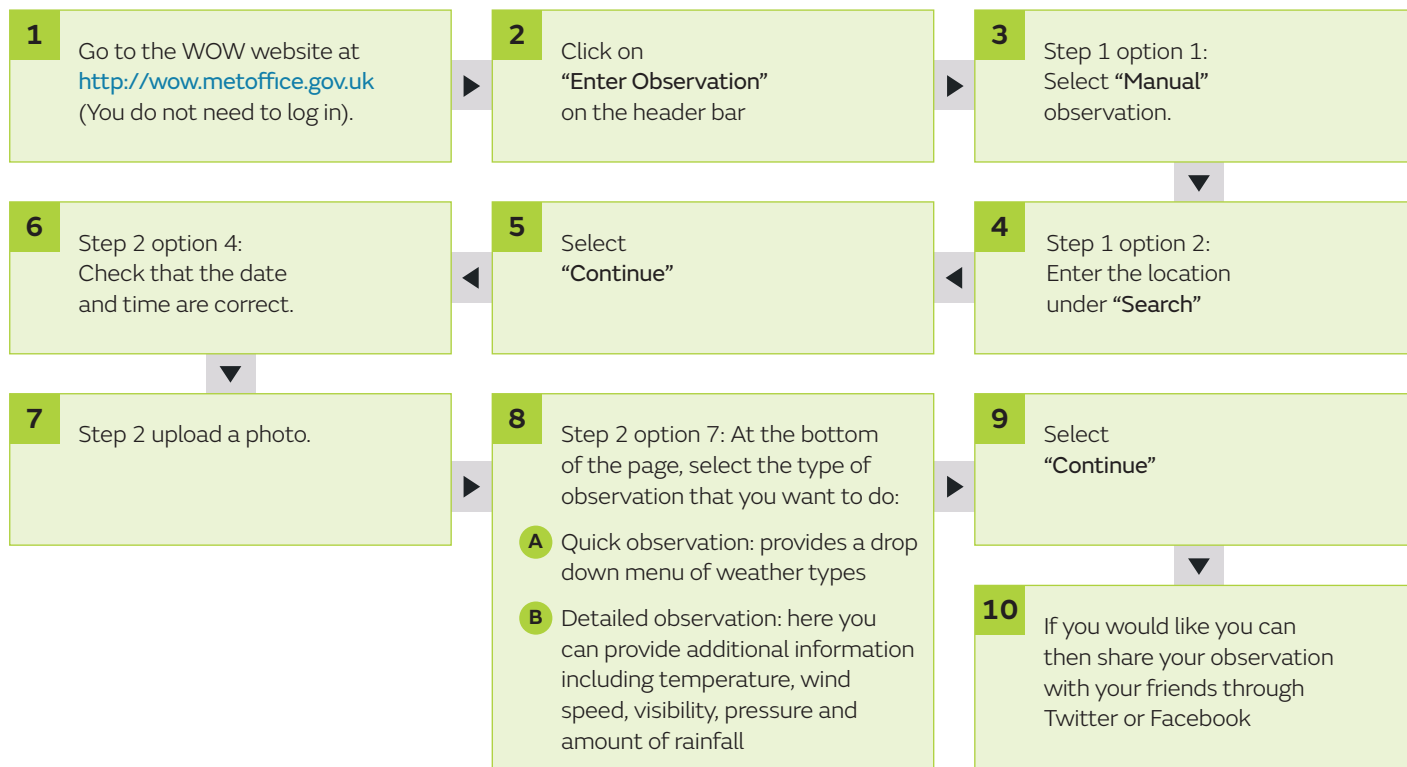 1
Go to the WOW website at
http://wow.metoffice.gov.uk
(You do not need to log in).
2
Click on
“Enter Observation”
on the header bar
3
Step 1 option 1:
Select “Manual”
observation.
4
Step 1 option 2:
Enter the location
under “Search”
5
Select
“Continue”
6
Step 2 option 4:
Check that the date
and time are correct.
7
Step 2 upload a photo.
8
Step 2 option 7: At the bottom
of the page, select the type of
observation that you want to do:
A Quick observation: provides a drop
down menu of weather types
B Detailed observation: here you
can provide additional information
including temperature, wind
speed, visibility, pressure and
amount of rainfall
9
Select
“Continue”
10
If you would like you can
then share your observation
with your friends through
Twitter or Facebook